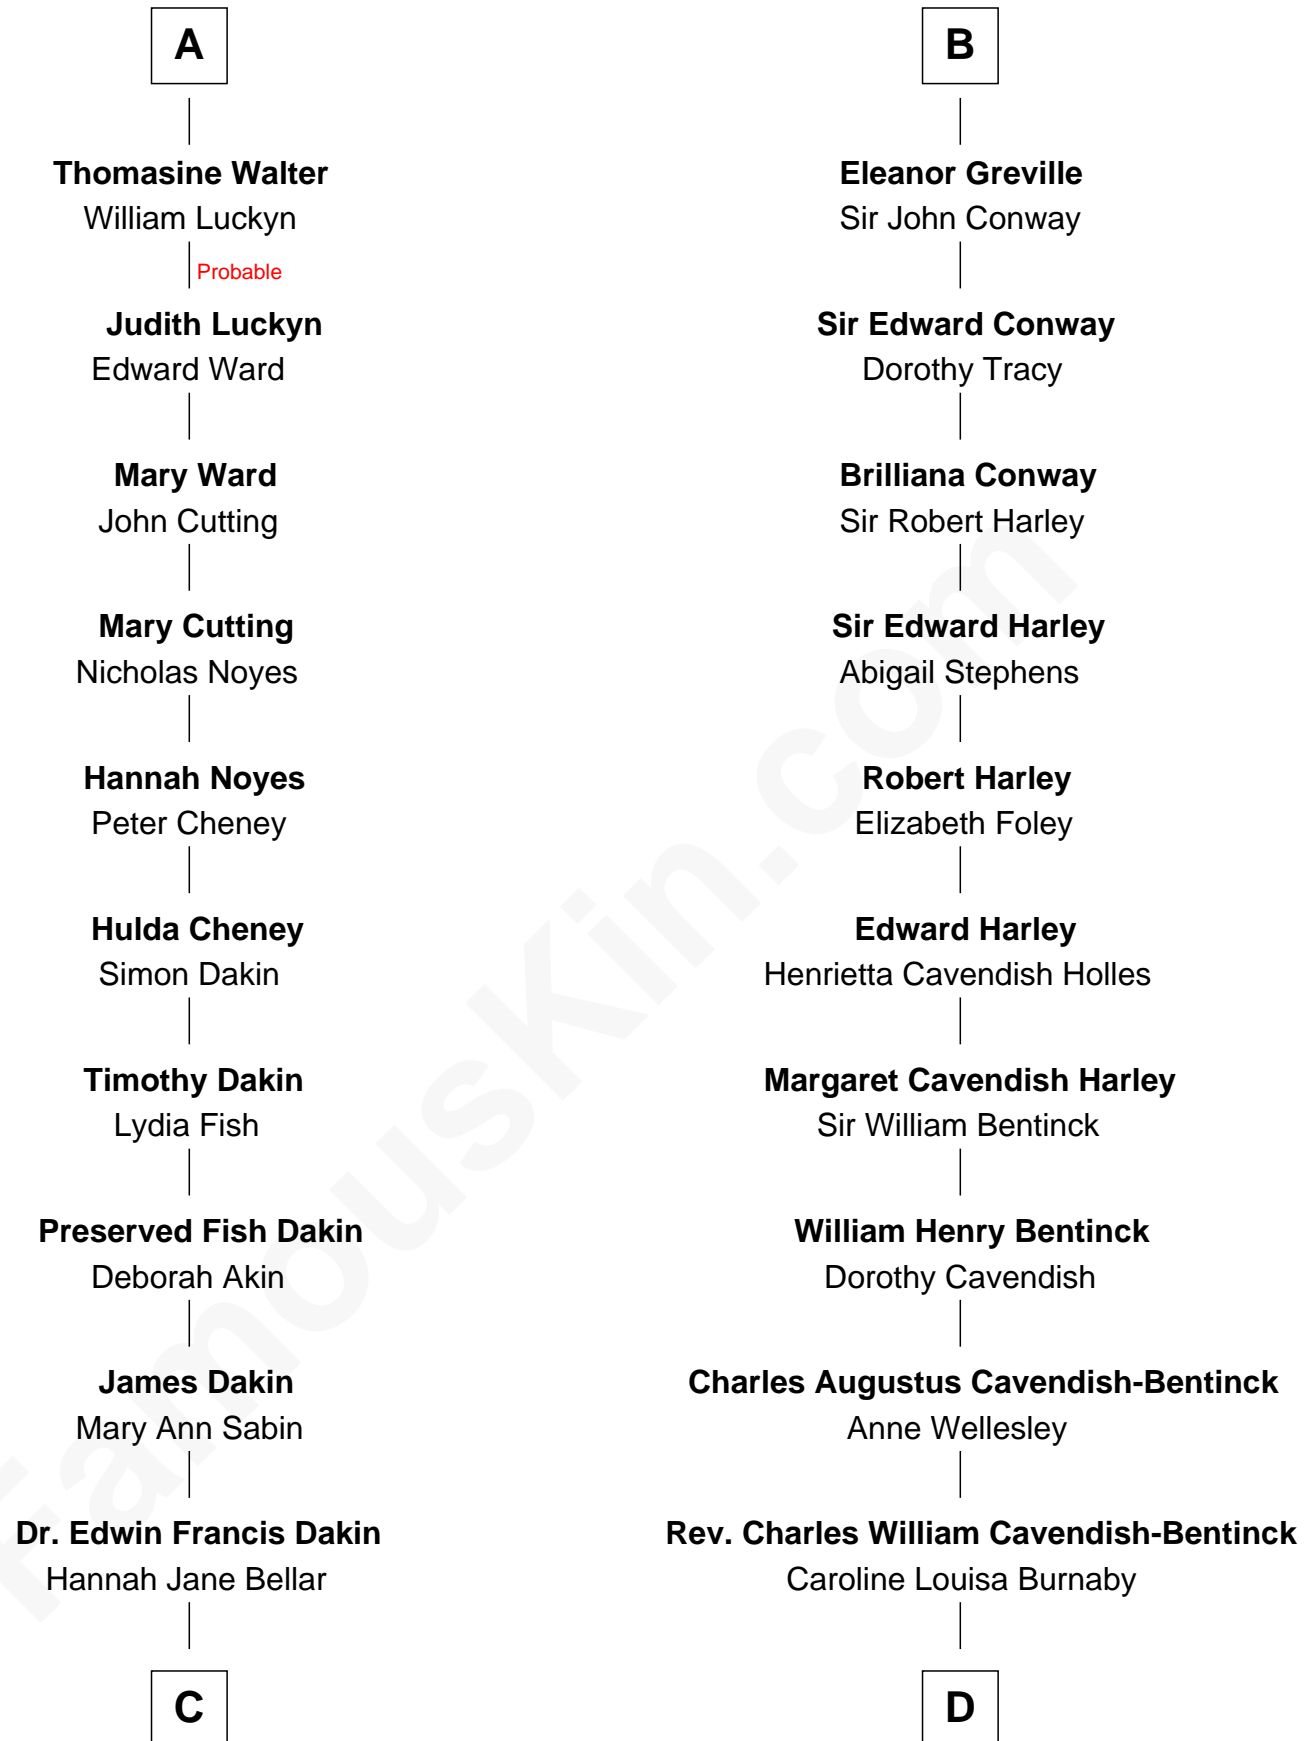 A
Thomasine Walter
William Luckyn
Probable
Judith Luckyn
Edward Ward
Mary Ward
John Cutting
Mary Cutting
Nicholas Noyes
Hannah Noyes
Peter Cheney
Hulda Cheney
Simon Dakin
Timothy Dakin
Lydia Fish
Preserved Fish Dakin
Deborah Akin
James Dakin
Mary Ann Sabin
Dr. Edwin Francis Dakin
Hannah Jane Bellar
C
B
Eleanor Greville
Sir John Conway
Sir Edward Conway
Dorothy Tracy
Brilliana Conway
Sir Robert Harley
Sir Edward Harley
Abigail Stephens
Robert Harley
Elizabeth Foley
Edward Harley
Henrietta Cavendish Holles
Margaret Cavendish Harley
Sir William Bentinck
William Henry Bentinck
Dorothy Cavendish
Charles Augustus Cavendish-Bentinck
Anne Wellesley
Rev. Charles William Cavendish-Bentinck
Caroline Louisa Burnaby
D
FamousKin.com